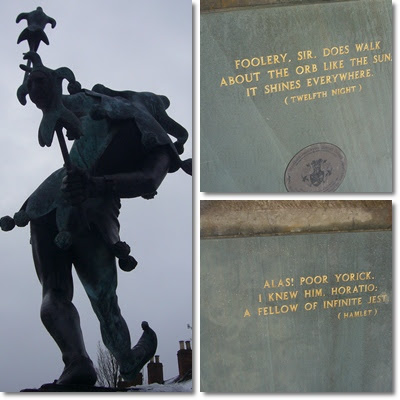 FOOLERY, SIR, DOES WALK
ABOUT THE ORB LIKE THE SUN,
IT SHINES EVERYWHERE.
(TWELFTH NIGHT)
ALAS! POOR YORICK.
I KNEW HIM, HORATIO;
A FELLOW OF INFINITE JEST
(HAMLET)